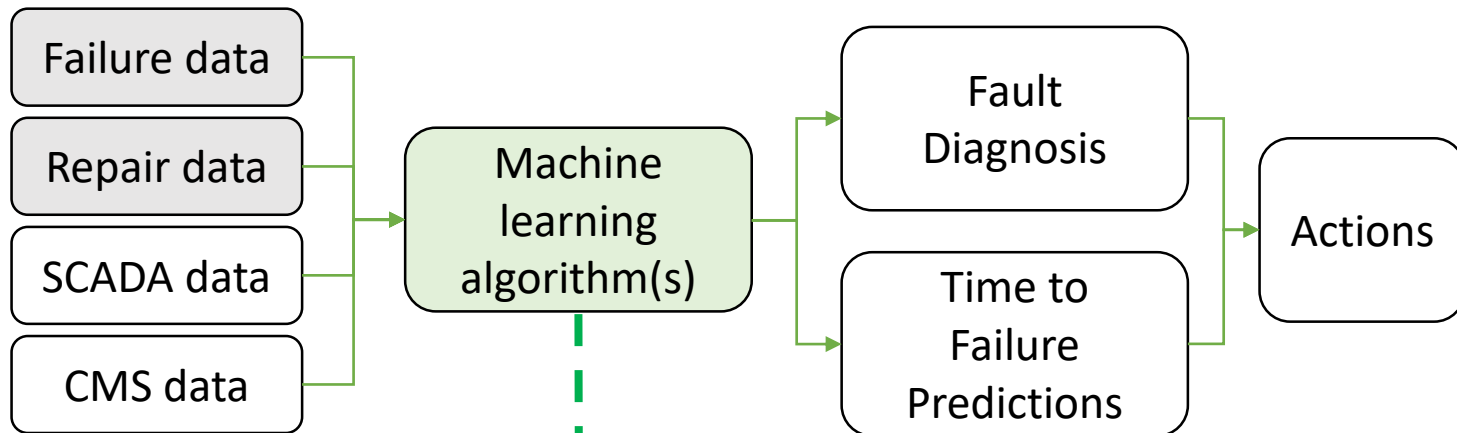 Failure data
Repair data
SCADA data
CMS data
Machine
learning
algorithm(s)
Fault
Diagnosis
Time to
Failure
Predictions
Actions